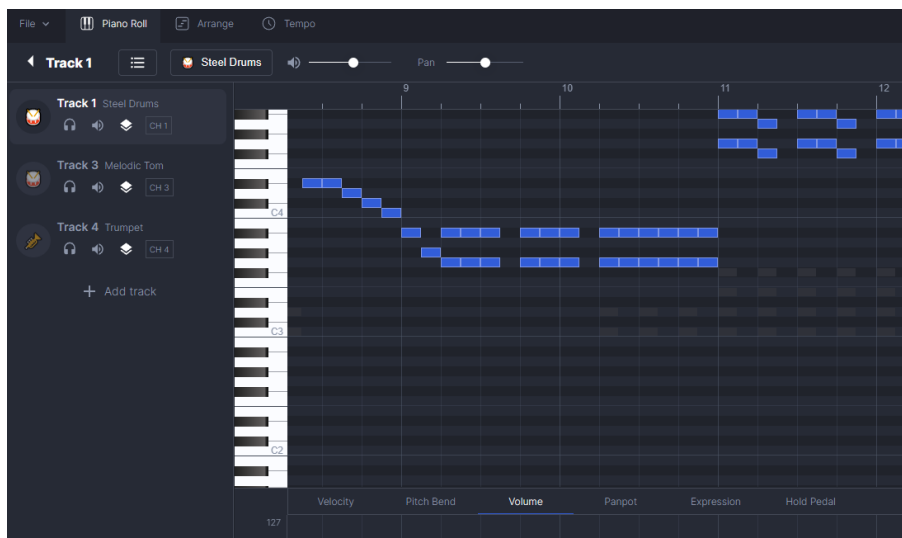 File Piano Roll Arrange Tempo
Track 1 Steel Drums Pan
9 10 11 12
Track 1 Steel Drums
CH 1
Track 3 Melodic Tom
CH 3
C4
Track 4 Trumpet
CH 4
Add track
C3
C2
Velocity Pitch Bend Volume Panpot Expression Hold Pedal
127